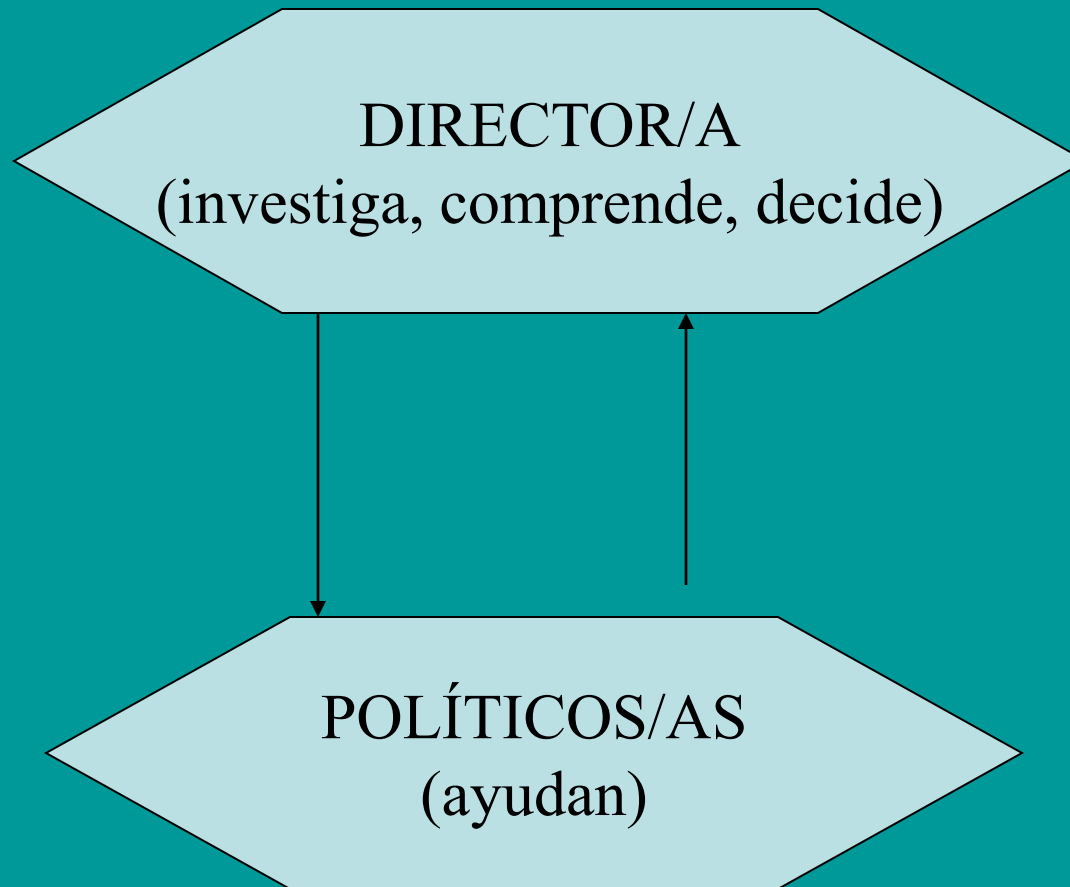 DIRECTOR/A
(investiga, comprende, decide)
POLÍTICOS/AS
(ayudan)